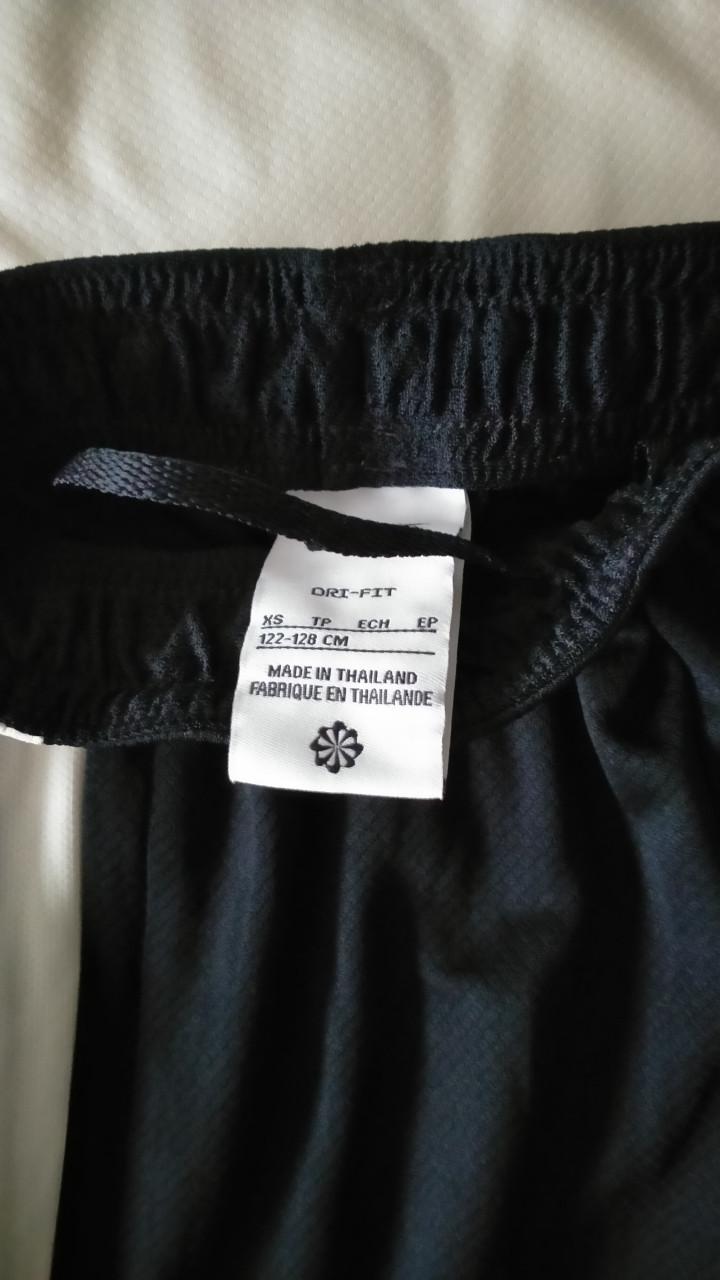 DRI-FIT
XS TP ECH EP
122-128 CM
MADE IN THAILAND
FABRIQUE EN THAILANDE